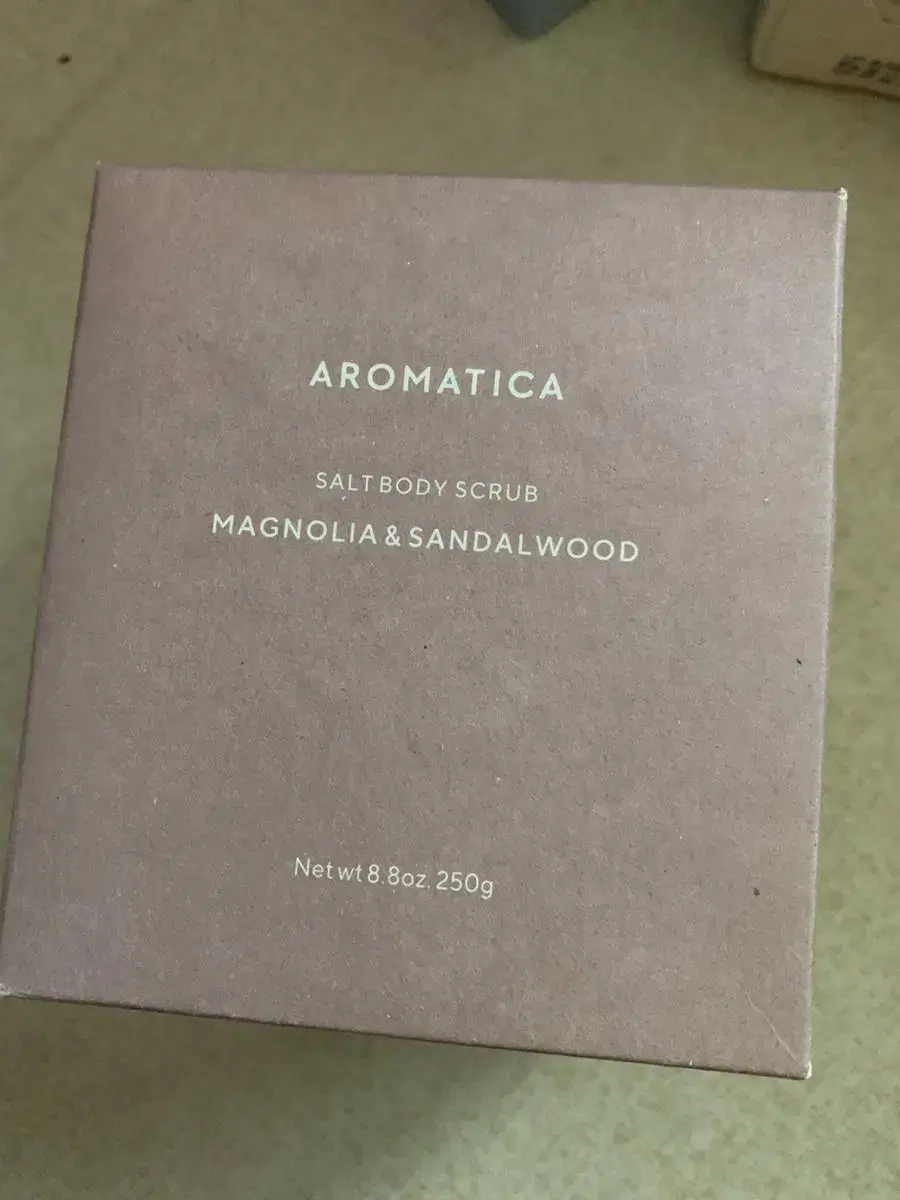 AROMATICA
SALT BODY SCRUB
MAGNOLIA & SANDALWOOD
Net wt 8.8oz. 250g